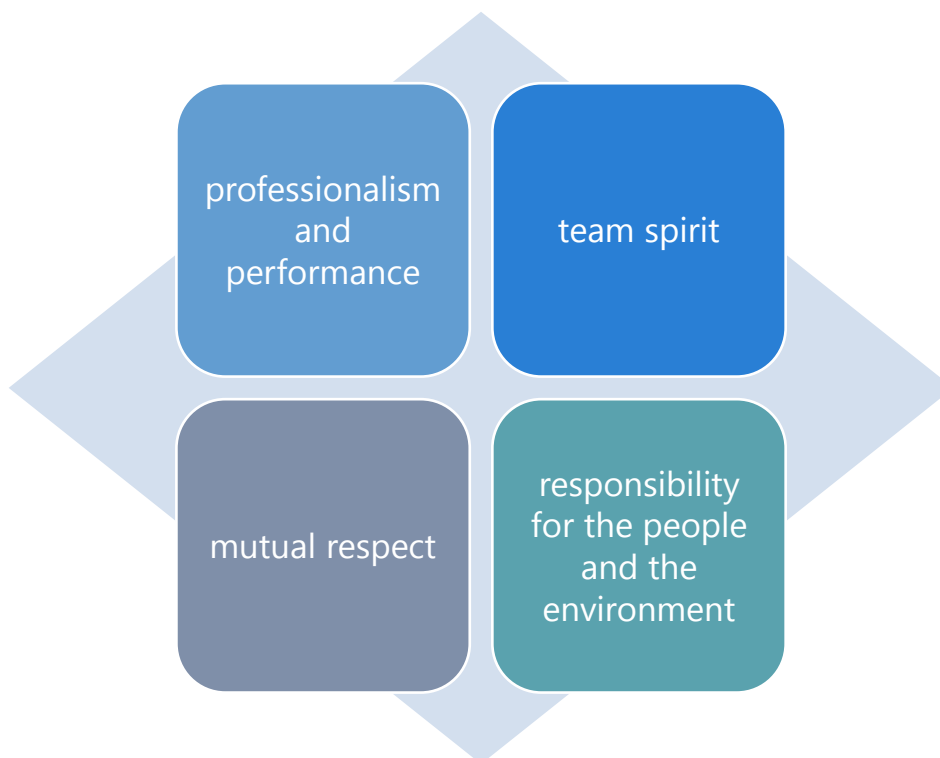 professionalism
and
performance
team spirit
mutual respect
responsibility
for the people
and the
environment